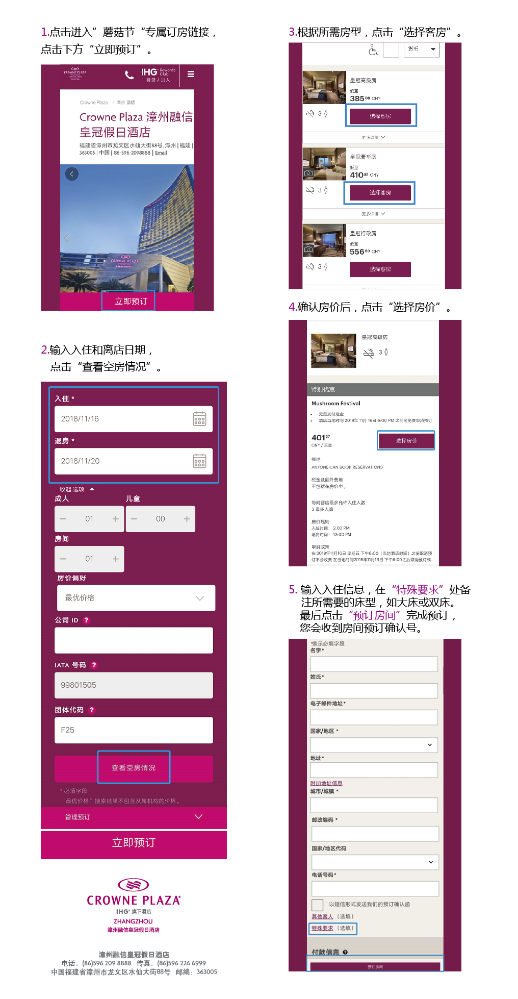 1.点击进入”蘑菇节“专属订房链接，
点击下方“立即预订”。
CROWNE PLAZA
IHG Rewards Club
登录 / 加入
Crowne Plaza / 漳州 酒店
Crowne Plaza 漳州融信
皇冠假日酒店
福建省漳州市龙文区水仙大街88号, 漳州 | 福建 |
363005 | 中国 | 86-596-2098888 | Email
CROWNE PLAZA
立即预订
2.输入入住和离店日期，
点击“查看空房情况”。
入住 *
2018/11/16
退房 *
2018/11/20
收起 选项
成人 儿童
01 00
房间
01
房价偏好
最优价格
公司 ID ?
IATA 号码 ?
99801505
团体代码 ?
F25
查看空房情况
* 必填字段
“最优价格”搜索结果不包含从属机构的价格。
管理预订
立即预订
CROWNE PLAZA
IHG® 旗下酒店
ZHANGZHOU
漳州融信皇冠假日酒店
漳州融信皇冠假日酒店
电话：(86)596 209 8888 传真：(86)596 226 6999
中国福建省漳州市龙文区水仙大街88号 邮编：363005
3.根据所需房型，点击“选择客房”。
货币
皇冠高级房
低至
385 08 CNY
3
选择客房
更多详情
皇冠豪华房
低至
410 81 CNY
3
选择客房
更多详情
皇冠行政房
低至
556 60 CNY
3
选择客房
4.确认房价后，点击“选择房价”。
皇冠高级房
3
特别优惠
Mushroom Festival
• 无需支付定金
• 酒店当地时间 2018年 11月 16日 6:00 PM 之前可免费取消预订
401 37
CNY / 天数
选择房价
描述
ANYONE CAN BOOK RESERVATIONS
税金及额外费用
不包括在房价中。
每间客房最多允许入住人数
3 最多人数
房价规则
入住时间： 2:00 PM
退房时间： 12:00 PM
取消政策
在 2018年11月16日 星期五 下午6:00（当地酒店时间）之前取消预
订不会收费 在当地时间2018年11月16日 下午6:00之后取消预订或
5. 输入入住信息，在“特殊要求”处备
注所需要的床型，如大床或双床。
最后点击“预订房间”完成预订，
您会收到房间预订确认号。
*表示必填字段
名字*
姓氏*
电子邮件地址*
国家/地区 *
地址*
附加地址信息
城市/城镇 *
邮政编码 *
国家/地区代码
电话号码*
以短信形式发送我们的预订确认函
其他客人（选填）
特殊要求（选填）
付款信息 ?
预订房间